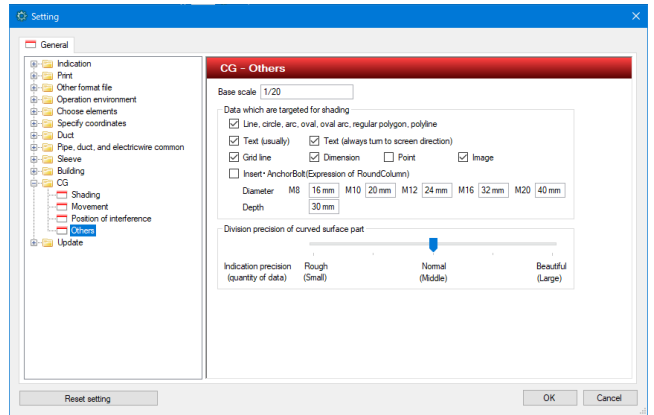 Setting
General
Indication
Print
Other format file
Operation environment
Choose elements
Specify coordinates
Duct
Pipe, duct, and electricwire common
Sleeve
Building
CG
Shading
Movement
Position of interference
Others
Update
CG - Others
Base scale 1/20
Data which are targeted for shading
Line, circle, arc, oval, oval arc, regular polygon, polyline
Text (usually) Text (always turn to screen direction)
Grid line Dimension Point Image
Insert・AnchorBolt(Expression of RoundColumn)
Diameter M8 16 mm M10 20 mm M12 24 mm M16 32 mm M20 40 mm
Depth 30 mm
Division precision of curved surface part
Indication precision Rough Normal Beautiful
(quantity of data) (Small) (Middle) (Large)
Reset setting OK Cancel